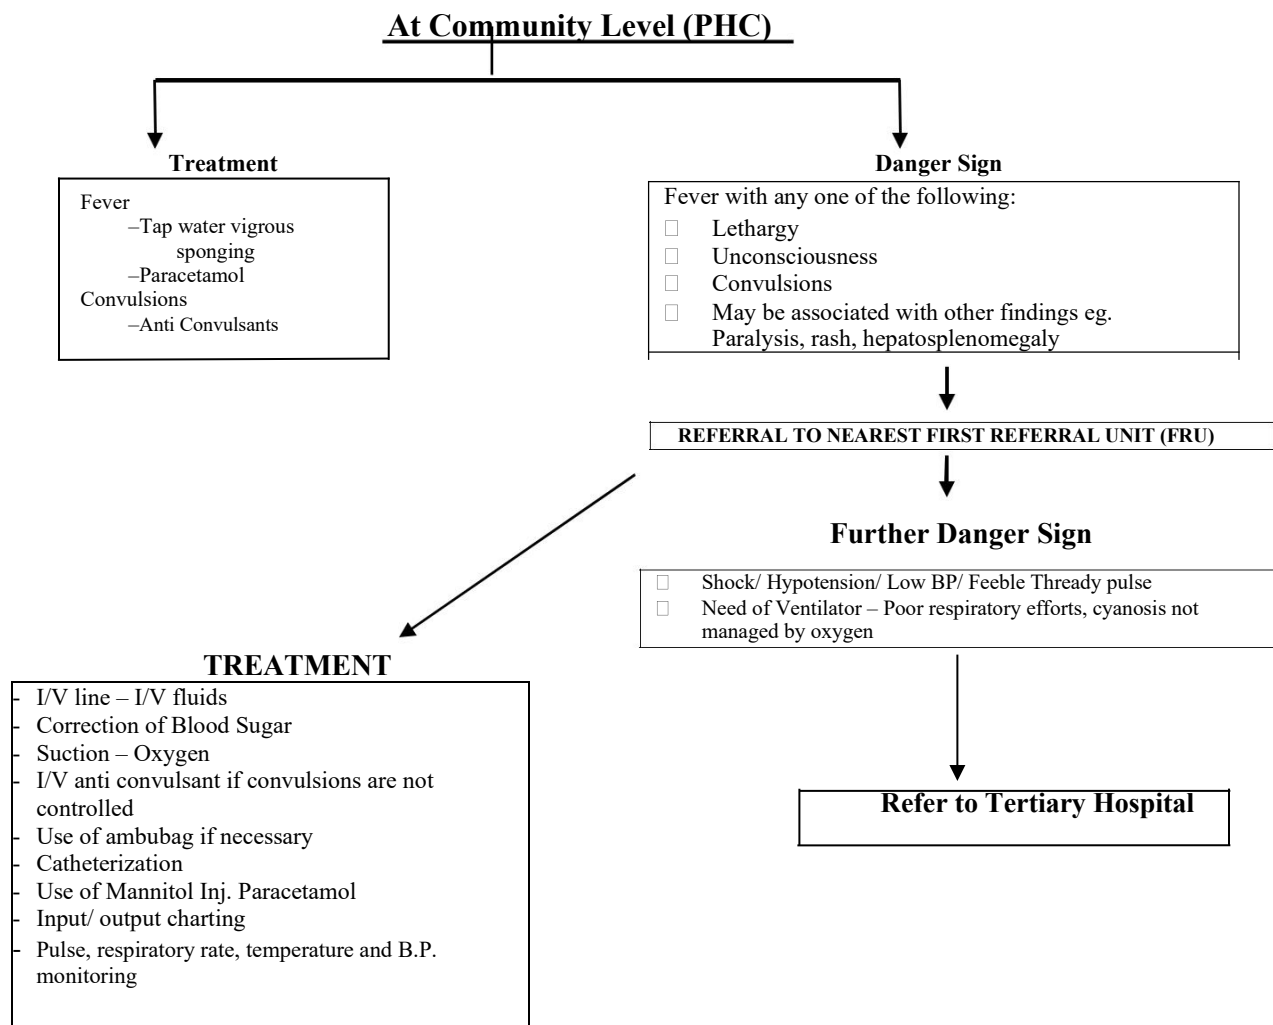 At Community Level (PHC)
Treatment
Fever
–Tap water vigrous
sponging
–Paracetamol
Convulsions
–Anti Convulsants
Danger Sign
Fever with any one of the following:
Lethargy
Unconsciousness
Convulsions
May be associated with other findings eg.
Paralysis, rash, hepatosplenomegaly
REFERRAL TO NEAREST FIRST REFERRAL UNIT (FRU)
Further Danger Sign
Shock/ Hypotension/ Low BP/ Feeble Thready pulse
Need of Ventilator – Poor respiratory efforts, cyanosis not
managed by oxygen
Refer to Tertiary Hospital
TREATMENT
- I/V line – I/V fluids
- Correction of Blood Sugar
- Suction – Oxygen
- I/V anti convulsant if convulsions are not
controlled
- Use of ambubag if necessary
- Catheterization
- Use of Mannitol Inj. Paracetamol
- Input/ output charting
- Pulse, respiratory rate, temperature and B.P.
monitoring